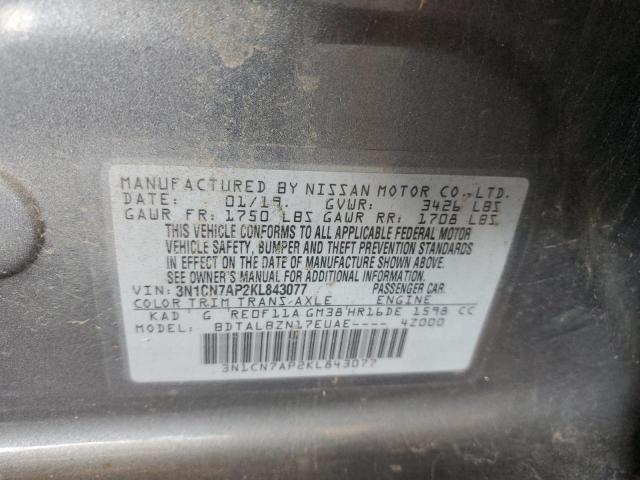 MANUFACTURED BY NISSAN MOTOR CO., LTD.
DATE: 01/19. GVWR: 3426 LBS
GAWR FR: 1750 LBS GAWR RR: 1708 LBS
THIS VEHICLE CONFORMS TO ALL APPLICABLE FEDERAL MOTOR
VEHICLE SAFETY, BUMPER AND THEFT PREVENTION STANDARDS
IN EFFECT ON THE DATE OF MANUFACTURE SHOWN ABOVE.
SEE OWNER'S MANUAL FOR ADDITIONAL INFORMATION.
VIN: 3N1CN7AP2KL843077 PASSENGER CAR.
COLOR TRIM TRANS-AXLE ENGINE
KAD G RE0F11A GM38 HR16DE 1598 CC
BDTALBZN17EUAE---- 4Z000
3N1CN7AP2KL843077